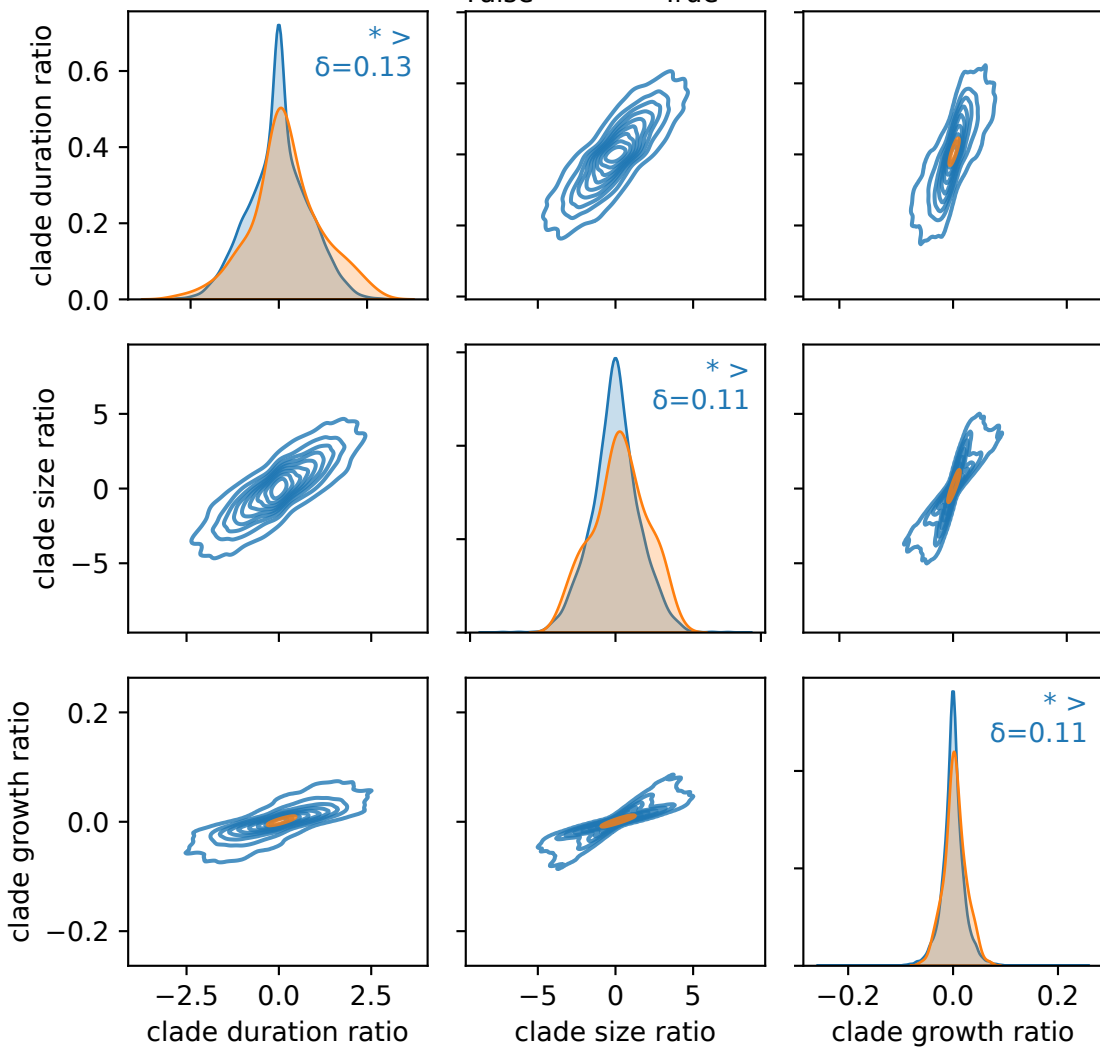 clade duration ratio
0.6
0.4
0.2
0.0
* >
δ=0.13
clade size ratio
5
0
−5
* >
δ=0.11
clade growth ratio
0.2
0.0
−0.2
* >
δ=0.11
−2.5 0.0 2.5
−5 0 5
−0.2 0.0 0.2
clade duration ratio
clade size ratio
clade growth ratio